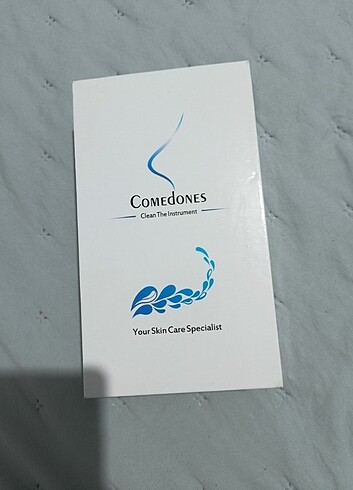 COMEDONES
Clean The Instrument
Your Skin Care Specialist